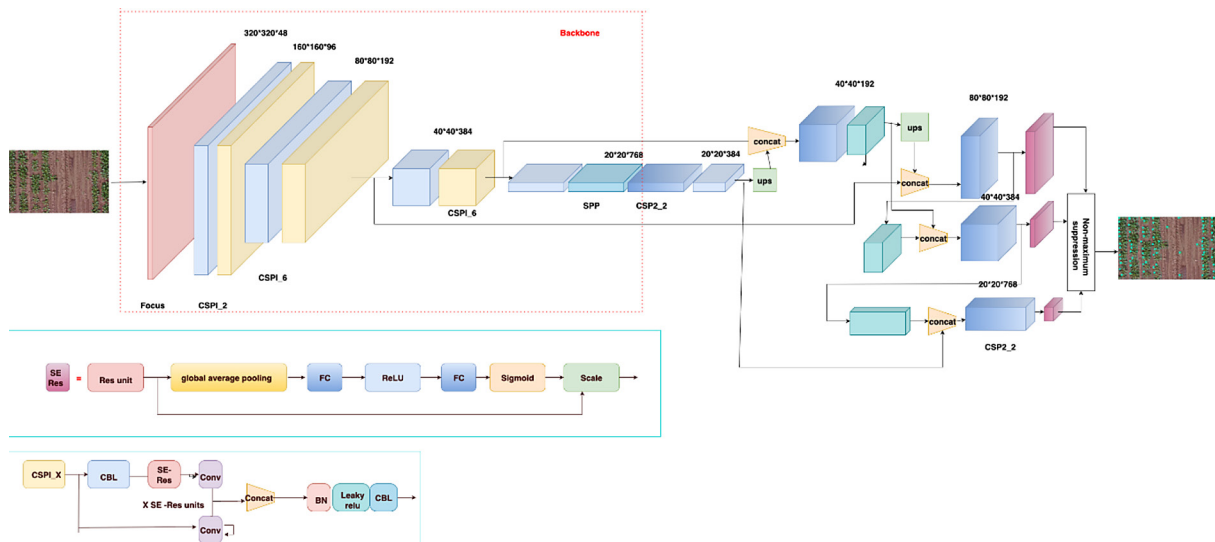 Backbone
320*320*48
160*160*96
80*80*192
40*40*384
20*20*768
20*20*384
40*40*192
80*80*192
concat
ups
ups
concat
CSPI_6
SPP
CSP2_2
40*40*384
concat
Non-maximum
suppression
CSPI_6
20*20*768
Focus
CSPI_2
concat
CSP2_2
SE
Res
=
Res unit
global average pooling
FC
ReLU
FC
Sigmoid
Scale
CSPI_X
CBL
SE-
Res
Conv
X SE -Res units
Concat
BN
Leaky
relu
CBL
Conv